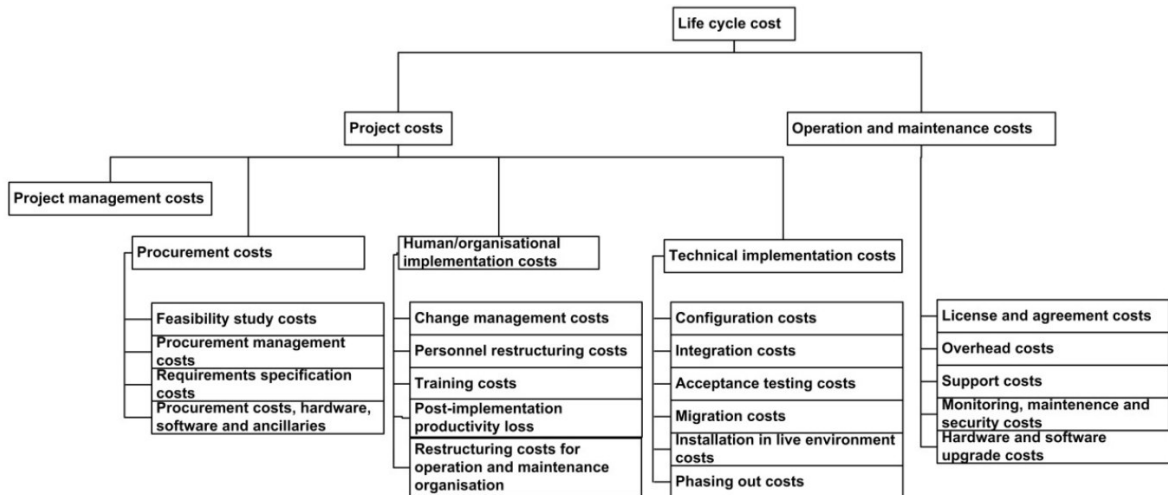 Life cycle cost
Project costs
Operation and maintenance costs
Project management costs
Procurement costs
Human/organisational
implementation costs
Technical implementation costs
Feasibility study costs
Procurement management
costs
Requirements specification
costs
Procurement costs, hardware,
software and ancillaries
Change management costs
Personnel restructuring costs
Training costs
Post-implementation
productivity loss
Restructuring costs for
operation and maintenance
organisation
Configuration costs
Integration costs
Acceptance testing costs
Migration costs
Installation in live environment
costs
Phasing out costs
License and agreement costs
Overhead costs
Support costs
Monitoring, maintenence and
security costs
Hardware and software
upgrade costs